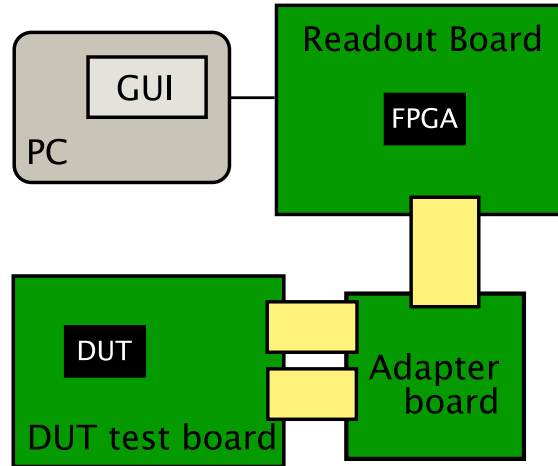 Readout Board
GUI
FPGA
PC
DUT
Adapter
board
DUT test board